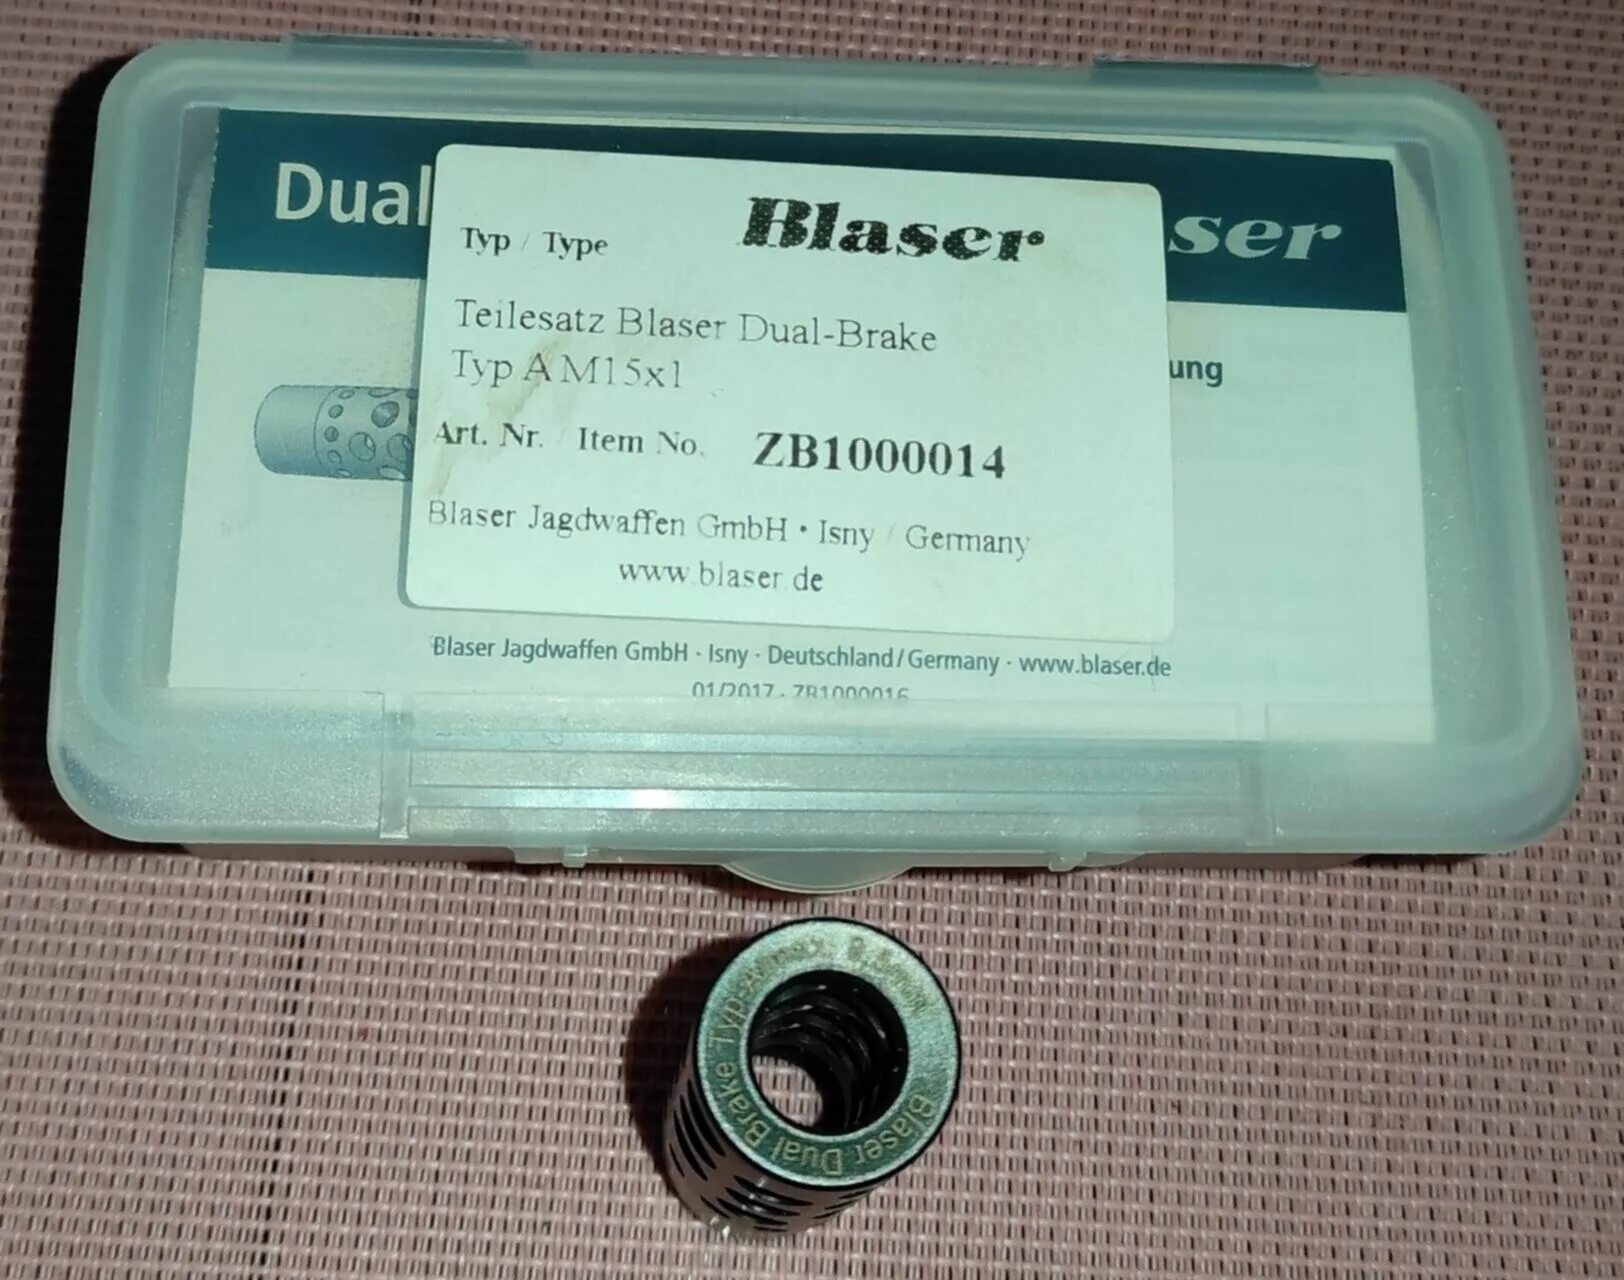 Dual
ser
Blaser
Typ / Type
Teilesatz Blaser Dual-Brake
Typ A M15x1
ung
Art. Nr. Item No. ZB1000014
Blaser Jagdwaffen GmbH • Isny / Germany
www.blaser.de
Blaser Jagdwaffen GmbH · Isny · Deutschland/Germany · www.blaser.de
01/2017 · ZB1000016
Blaser Dual Brake